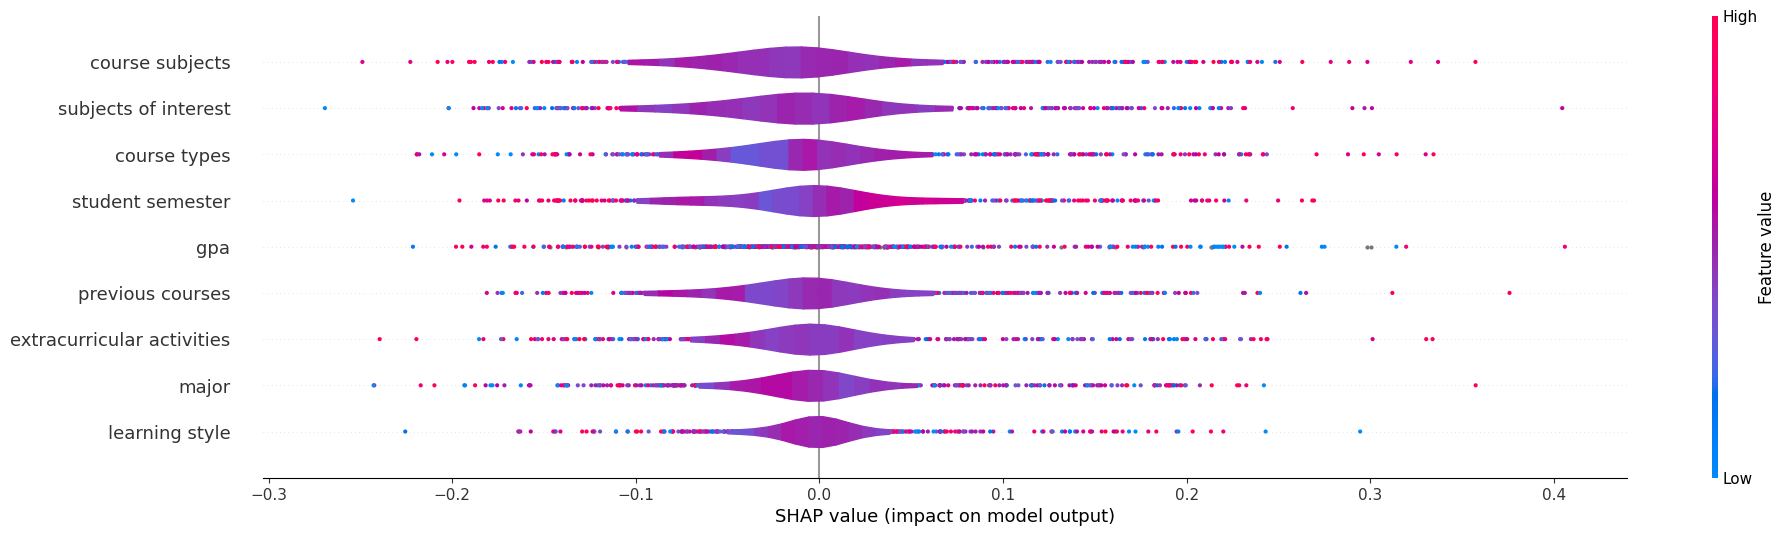 High
course subjects
subjects of interest
course types
student semester
gpa
previous courses
extracurricular activities
major
learning style
Feature value
Low
−0.3 −0.2 −0.1 0.0 0.1 0.2 0.3 0.4
SHAP value (impact on model output)